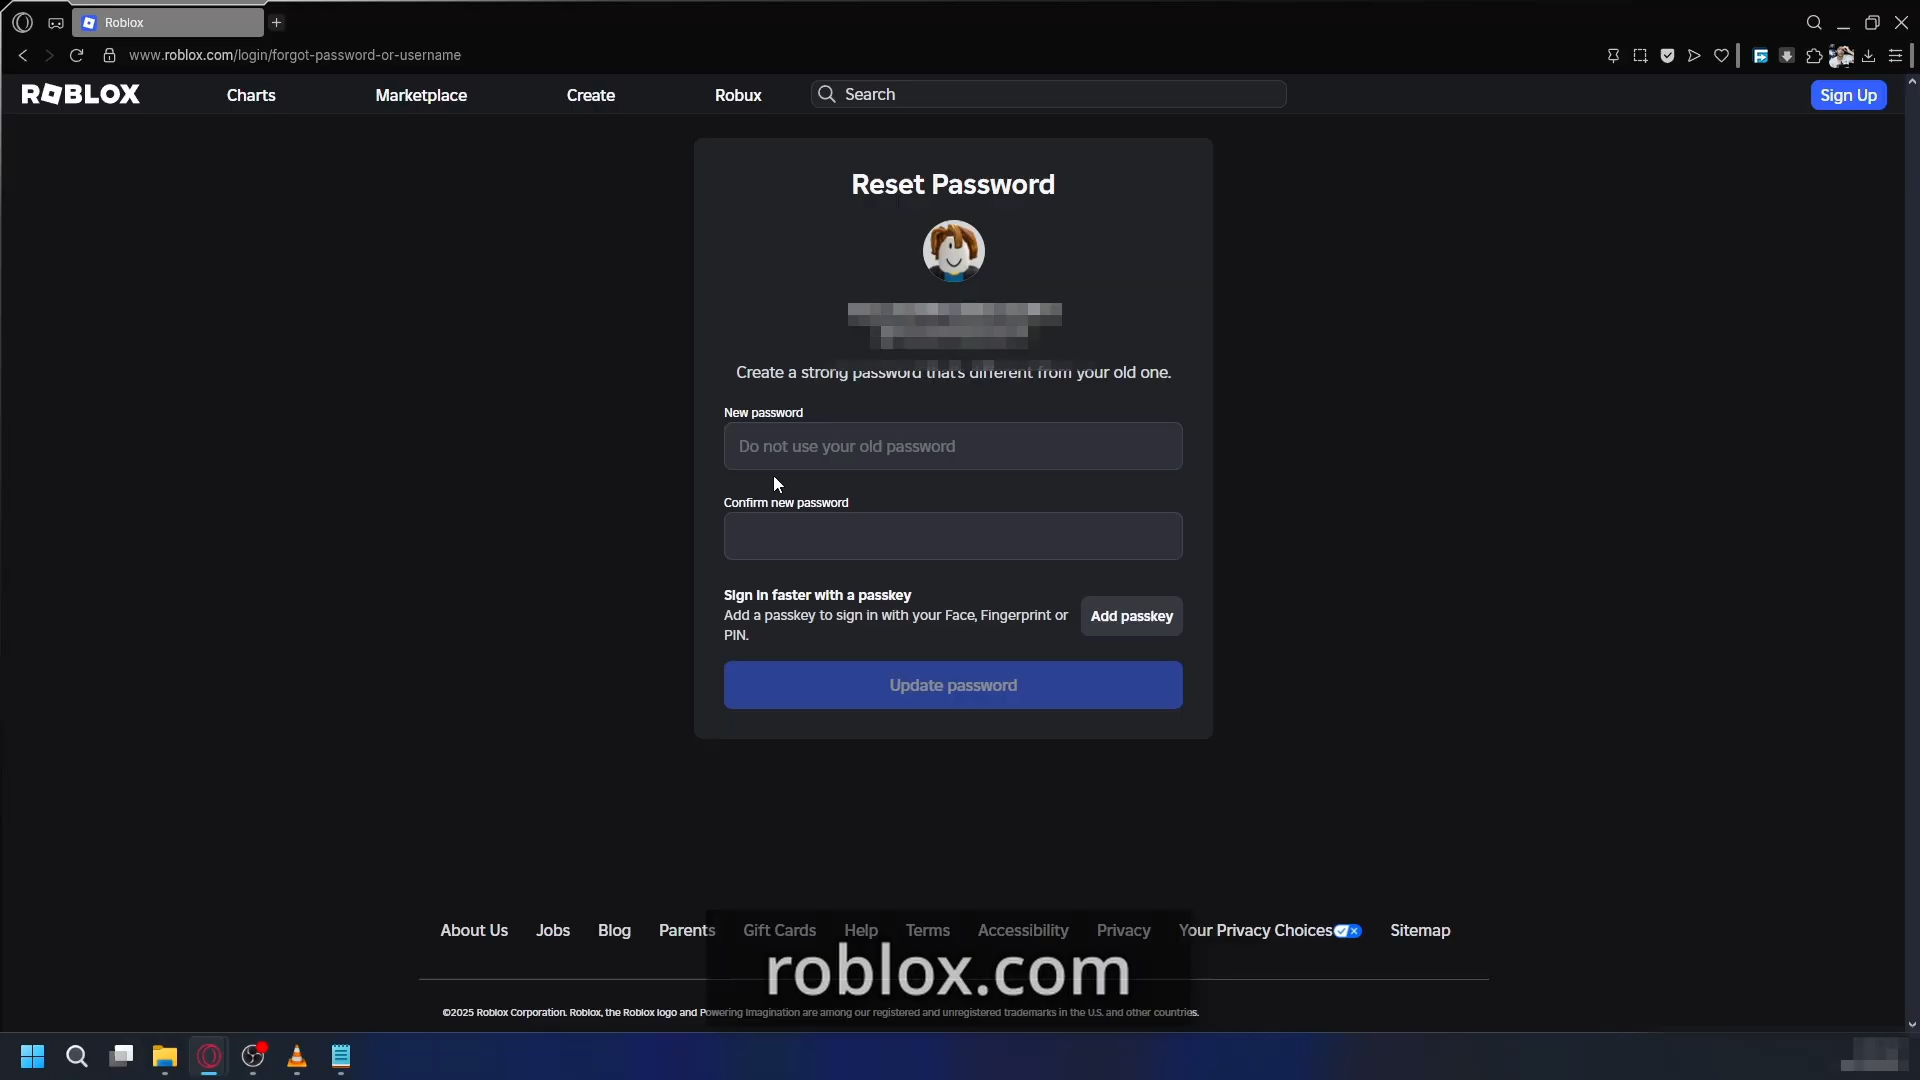 Roblox
www.roblox.com/login/forgot-password-or-username
ROBLOX
Charts
Marketplace
Create
Robux
Search
Sign Up
Reset Password
Create a strong password that's different from your old one.
New password
Do not use your old password
Confirm new password
Sign in faster with a passkey
Add a passkey to sign in with your Face, Fingerprint or
PIN.
Add passkey
Update password
About Us
Jobs
Blog
Parents
Gift Cards
Help
Terms
Accessibility
Privacy
Your Privacy Choices
Sitemap
roblox.com
©2025 Roblox Corporation. Roblox, the Roblox logo and Powering Imagination are among our registered and unregistered trademarks in the U.S. and other countries.